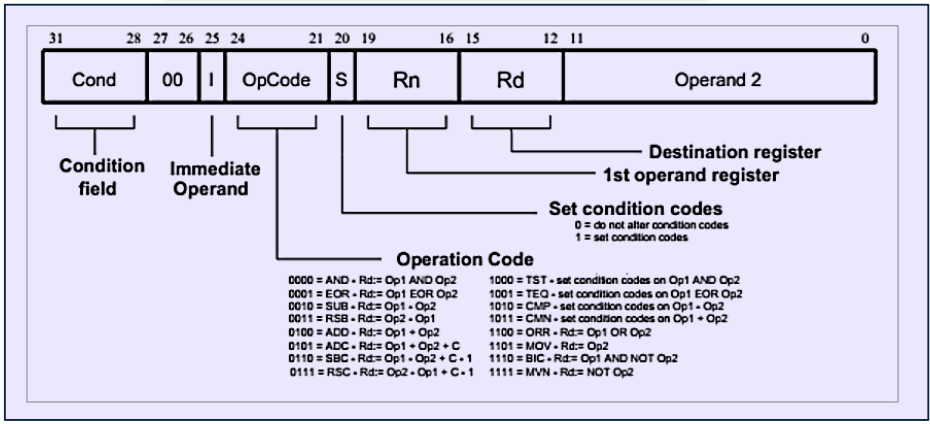 31 28 27 26 25 24 21 20 19 16 15 12 11 0
Cond 00 I OpCode S Rn Rd Operand 2
Destination register
Condition field
Immediate Operand
1st operand register
Set condition codes
0 = do not alter condition codes
1 = set condition codes
Operation Code
0000 = AND - Rd:= Op1 AND Op2
0001 = EOR - Rd:= Op1 EOR Op2
0010 = SUB - Rd:= Op1 - Op2
0011 = RSB - Rd:= Op2 - Op1
0100 = ADD - Rd:= Op1 + Op2
0101 = ADC - Rd:= Op1 + Op2 + C
0110 = SBC - Rd:= Op1 - Op2 + C - 1
0111 = RSC - Rd:= Op2 - Op1 + C - 1
1000 = TST - set condition codes on Op1 AND Op2
1001 = TEQ - set condition codes on Op1 EOR Op2
1010 = CMP - set condition codes on Op1 - Op2
1011 = CMN - set condition codes on Op1 + Op2
1100 = ORR - Rd:= Op1 OR Op2
1101 = MOV - Rd:= Op2
1110 = BIC - Rd:= Op1 AND NOT Op2
1111 = MVN - Rd:= NOT Op2